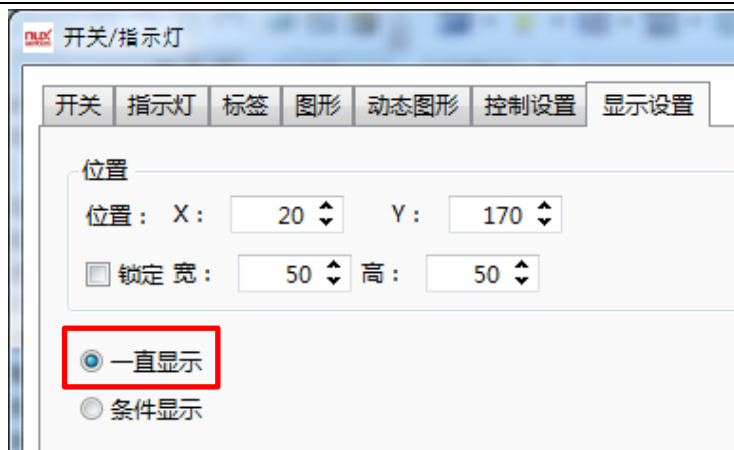 开关/指示灯
开关 指示灯 标签 图形 动态图形 控制设置 显示设置
位置
位置： X： 20 Y： 170
锁定 宽： 50 高： 50
一直显示
条件显示